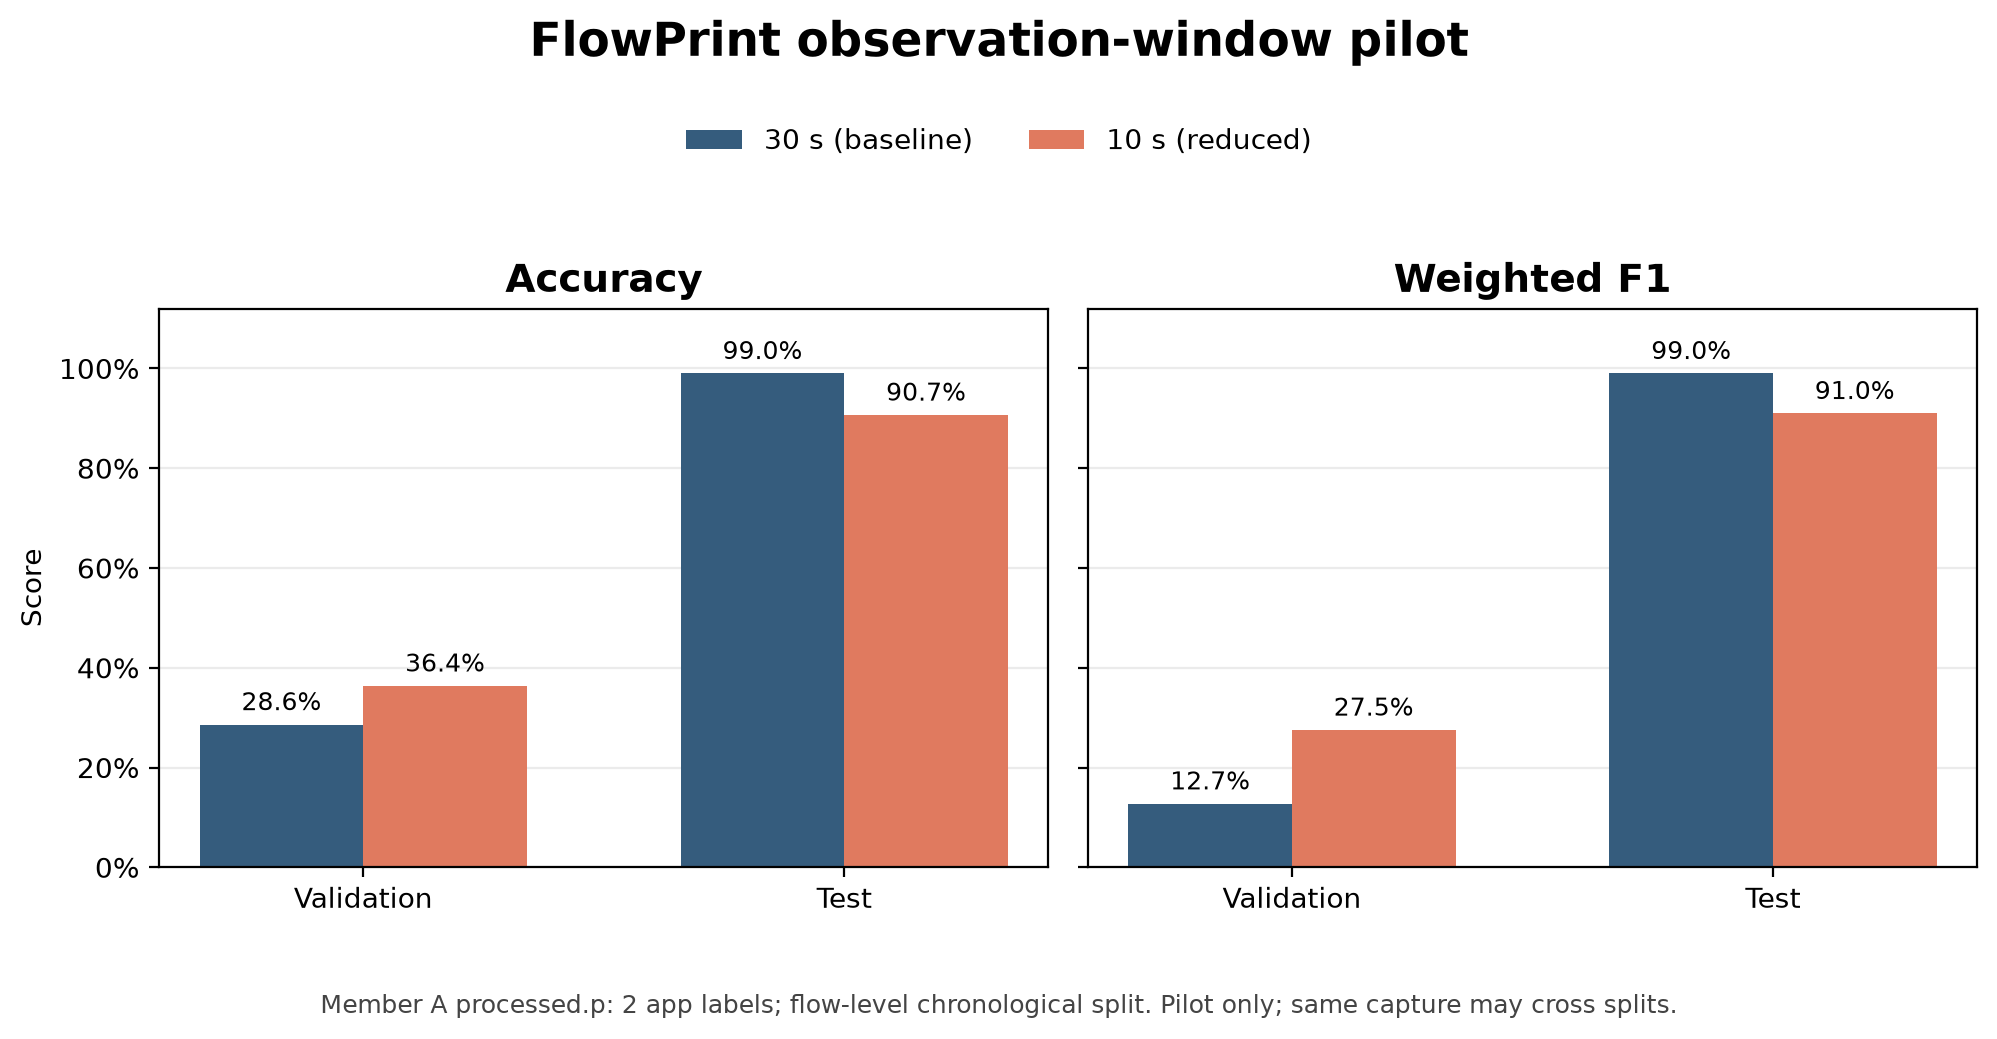 FlowPrint observation-window pilot
30 s (baseline) 10 s (reduced)
Accuracy
Score
100%
80%
60%
40%
20%
0%
28.6%
36.4%
99.0%
90.7%
Validation
Test
Weighted F1
12.7%
27.5%
99.0%
91.0%
Validation
Test
Member A processed.p: 2 app labels; flow-level chronological split. Pilot only; same capture may cross splits.